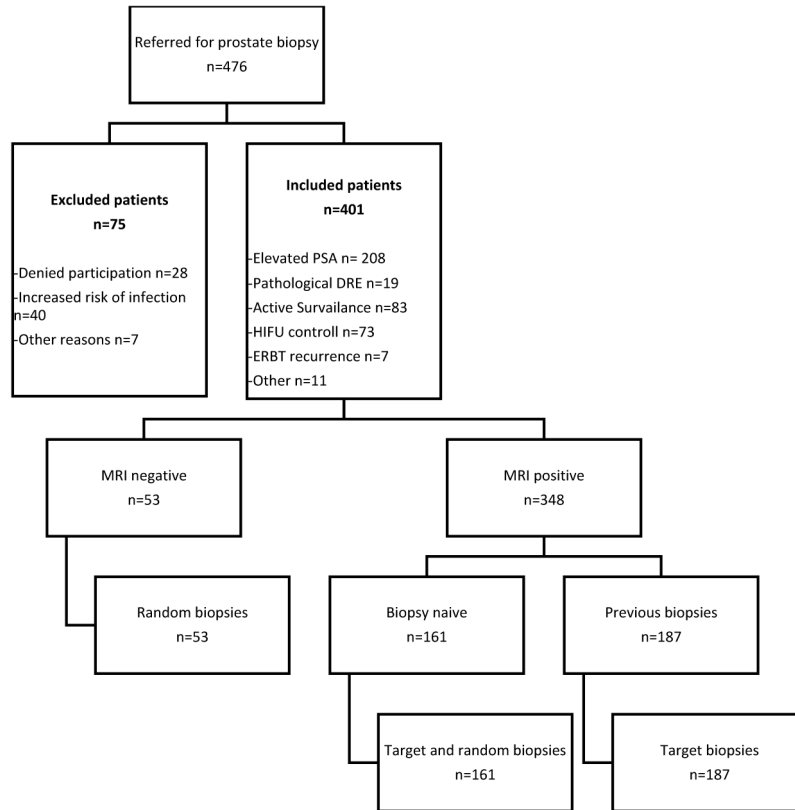 Referred for prostate biopsy
n=476
Excluded patients
n=75
-Denied participation n=28
-Increased risk of infection
n=40
-Other reasons n=7
Included patients
n=401
-Elevated PSA n= 208
-Pathological DRE n=19
-Active Survailance n=83
-HIFU controll n=73
-ERBT recurrence n=7
-Other n=11
MRI negative
n=53
MRI positive
n=348
Random biopsies
n=53
Biopsy naive
n=161
Previous biopsies
n=187
Target and random biopsies
n=161
Target biopsies
n=187